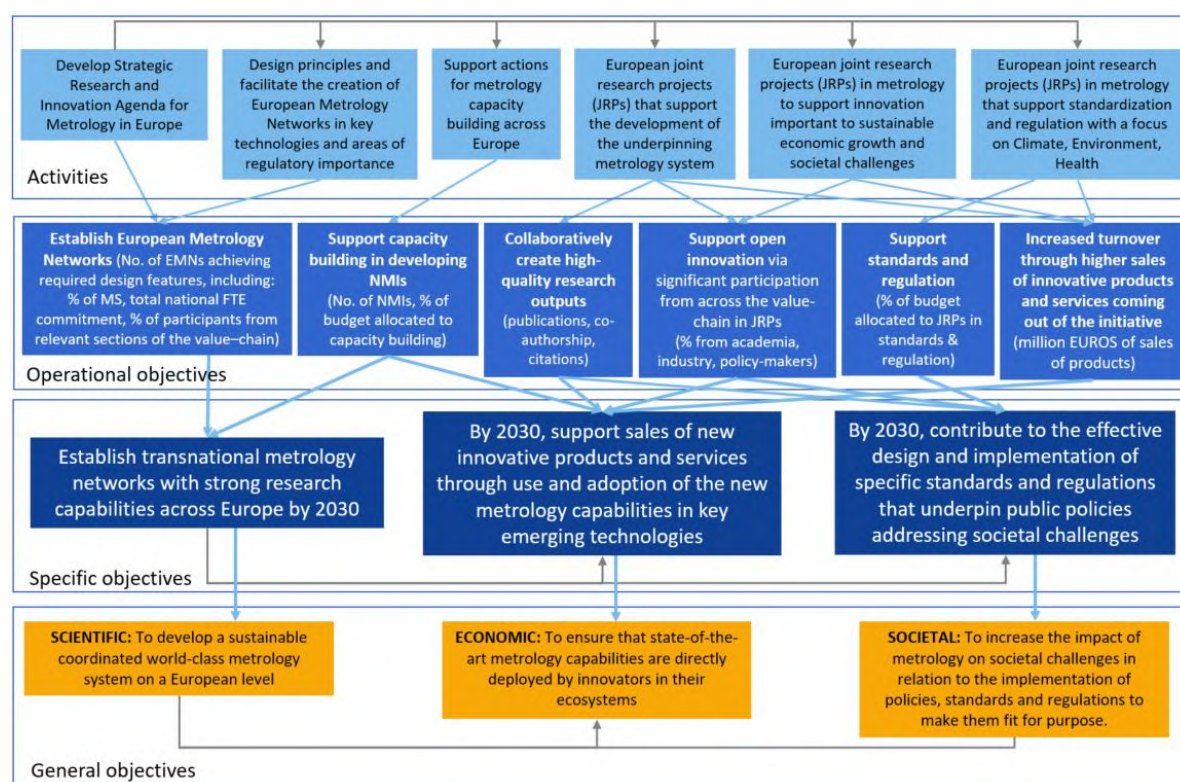 Develop Strategic
Research and
Innovation Agenda for
Metrology in Europe
Design principles and
facilitate the creation of
European Metrology
Networks in key
technologies and areas of
regulatory importance
Support actions
for metrology
capacity
building across
Europe
European joint
research projects
(JRPs) that support
the development of
the underpinning
metrology system
European joint research
projects (JRPs) in metrology
to support innovation
important to sustainable
economic growth and
societal challenges
European joint research
projects (JRPs) in metrology
that support standardization
and regulation with a focus
on Climate, Environment,
Health
Activities
Establish European Metrology
Networks (No. of EMNs achieving
required design features, including:
% of MS, total national FTE
commitment, % of participants from
relevant sections of the value–chain)
Support capacity
building in developing
NMIs
(No. of NMIs, % of
budget allocated to
capacity building)
Collaboratively
create high-
quality research
outputs
(publications, co-
authorship,
citations)
Support open
innovation via
significant participation
from across the value-
chain in JRPs
(% from academia,
industry, policy-makers)
Support
standards and
regulation
(% of budget
allocated to JRPs in
standards &
regulation)
Increased turnover
through higher sales
of innovative products
and services coming
out of the initiative
(million EUROS of sales
of products)
Operational objectives
Establish transnational metrology
networks with strong research
capabilities across Europe by 2030
By 2030, support sales of new
innovative products and services
through use and adoption of the new
metrology capabilities in key
emerging technologies
By 2030, contribute to the effective
design and implementation of
specific standards and regulations
that underpin public policies
addressing societal challenges
Specific objectives
SCIENTIFIC: To develop a sustainable
coordinated world-class metrology
system on a European level
ECONOMIC: To ensure that state-of-the-
art metrology capabilities are directly
deployed by innovators in their
ecosystems
SOCIETAL: To increase the impact of
metrology on societal challenges in
relation to the implementation of
policies, standards and regulations to
make them fit for purpose.
General objectives